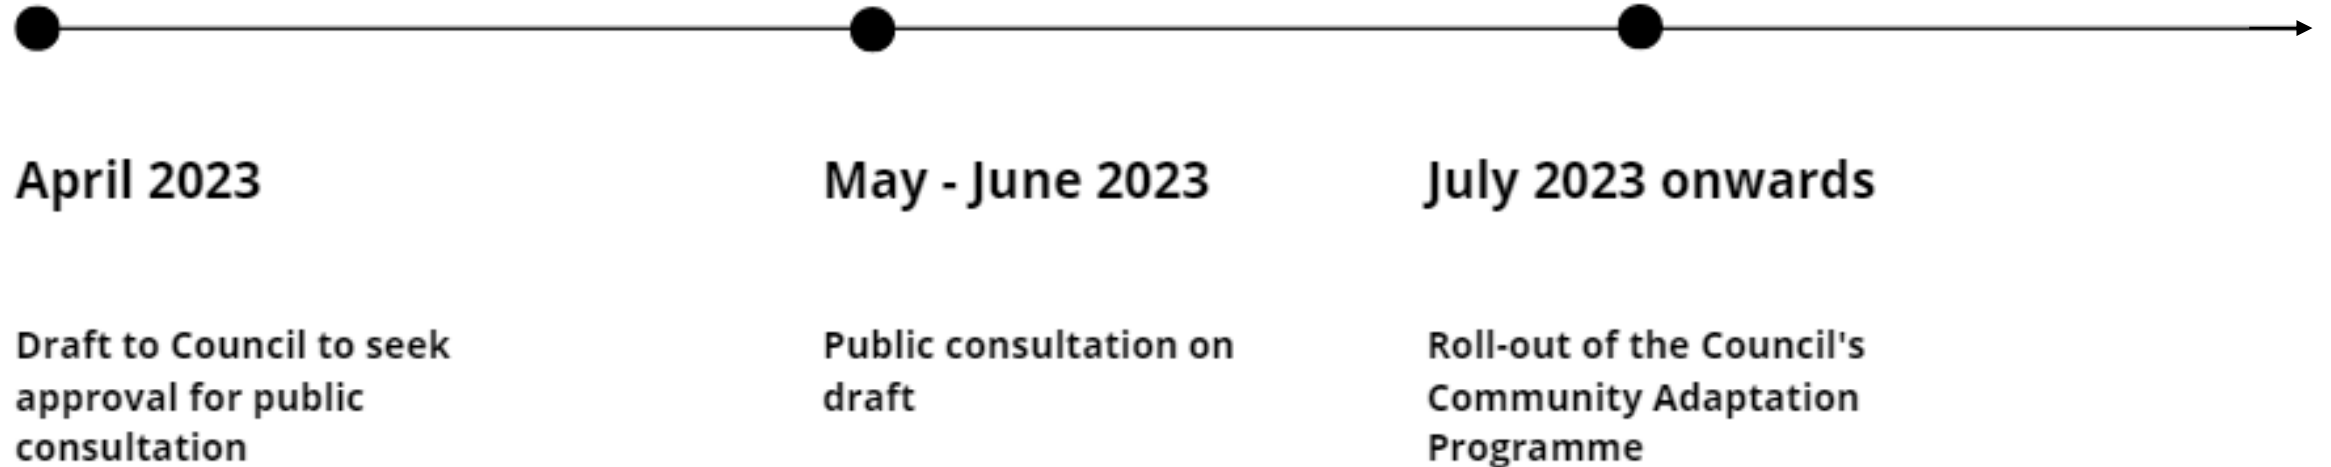 April 2023
Draft to Council to seek
approval for public
consultation
May - June 2023
Public consultation on
draft
July 2023 onwards
Roll-out of the Council's
Community Adaptation
Programme